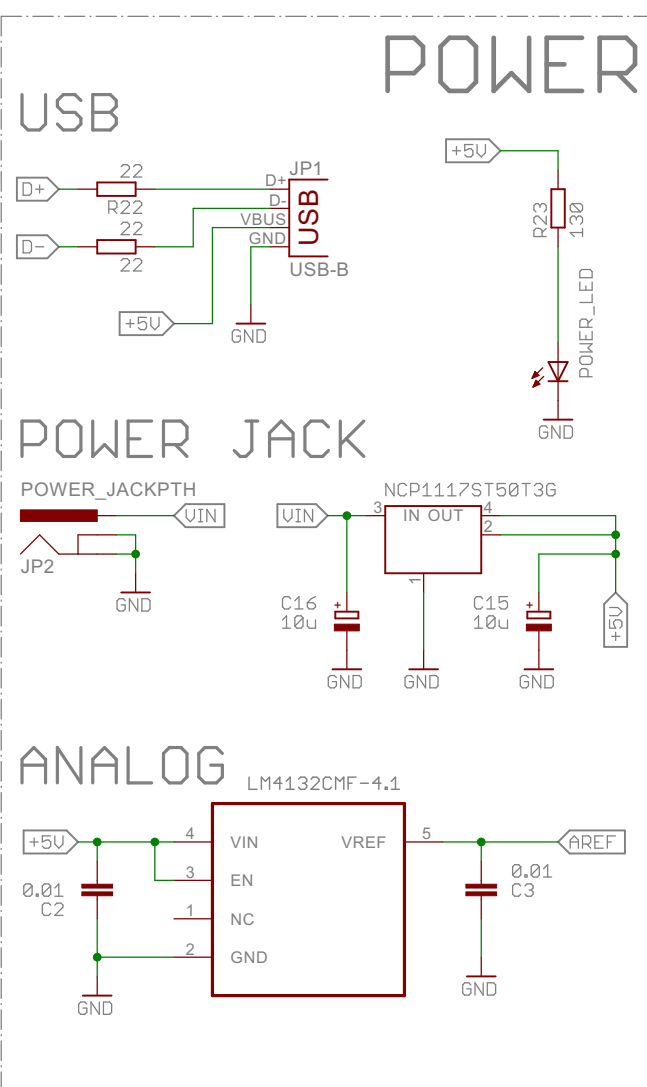 POWER
USB
+5V
D+
22
R22
D+
JP1
D-
VBUS
GND
USB
USB-B
D-
22
22
+5V
GND
R23
130
POWER_LED
GND
POWER JACK
POWER_JACKPTH
VIN
JP2
GND
NCP1117ST50T3G
VIN
3
IN OUT
4
2
1
C16
10u
+
GND
GND
C15
10u
+
GND
+5V
ANALOG
LM4132CMF-4.1
+5V
4
VIN
VREF
5
AREF
3
EN
0.01
C2
0.01
C3
1
NC
2
GND
GND
GND